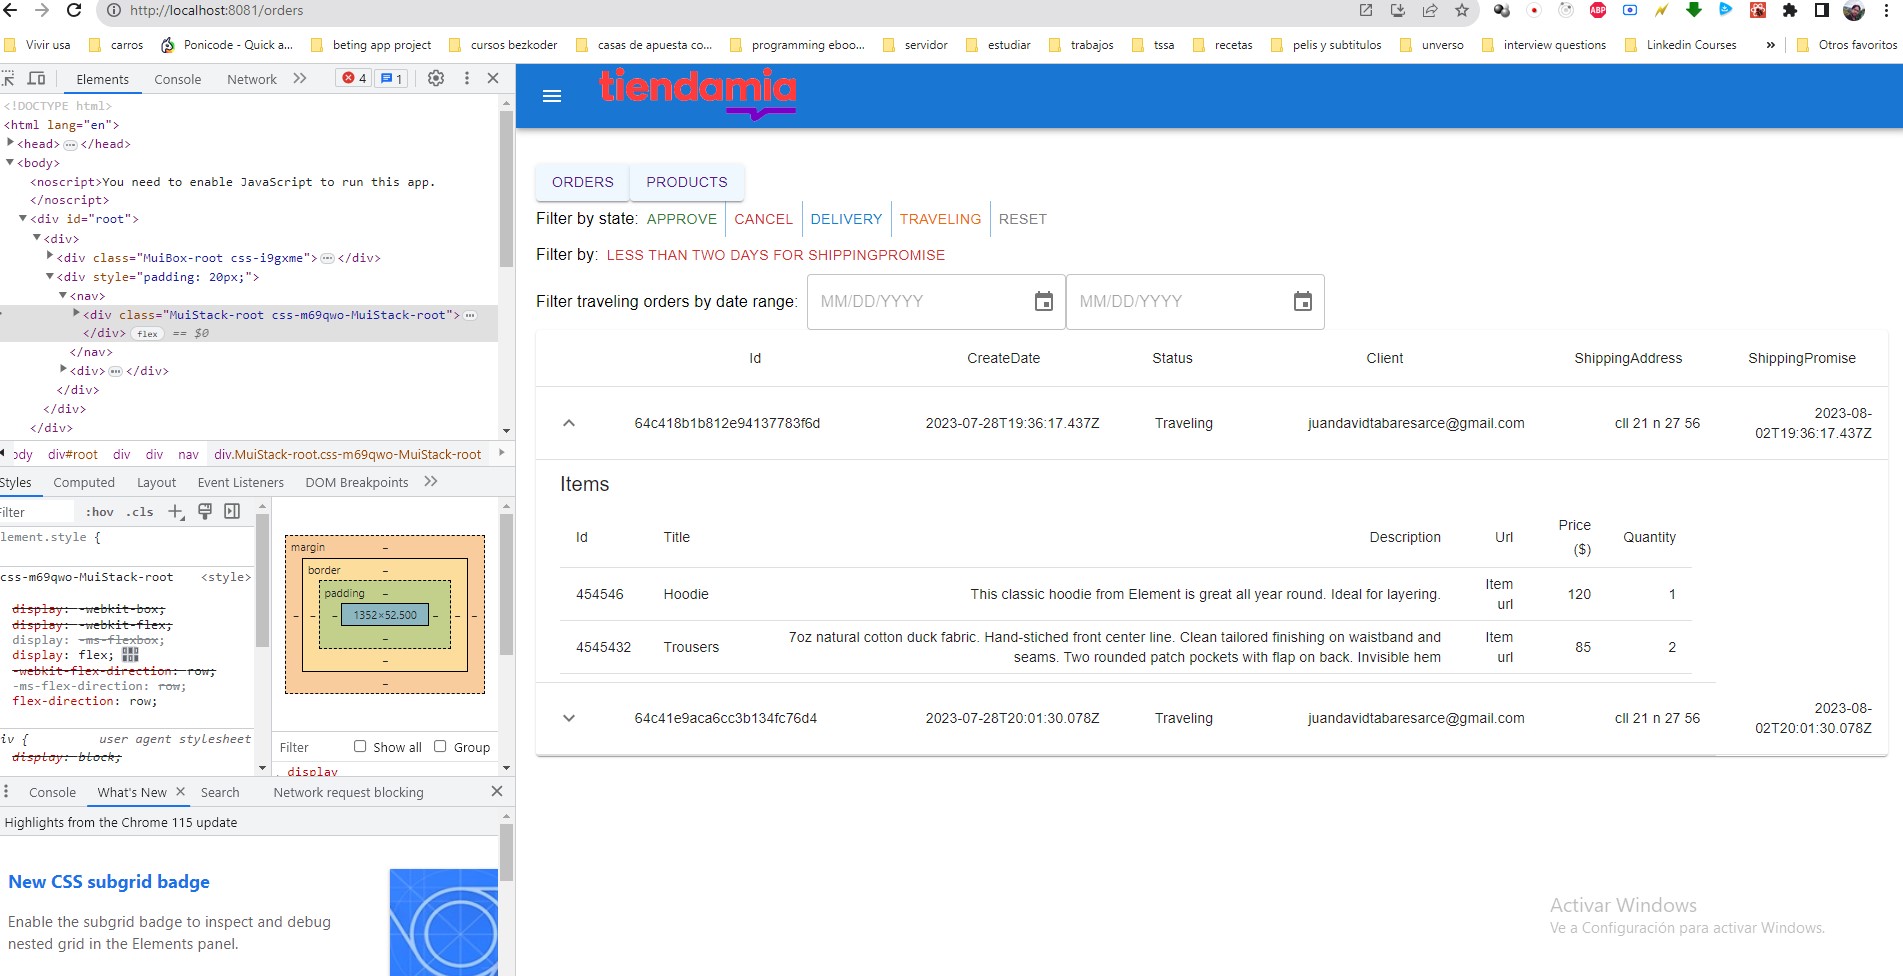 http://localhost:8081/orders
Vivir usa carros Ponicode - Quick a... beting app project cursos bezkoder casas de apuesta co... programming eboo... servidor estudiar trabajos tssa recetas pelis y subtitulos unverso interview questions Linkedin Courses » Otros favoritos
Elements Console Network 4 1
<!DOCTYPE html>
<html lang="en">
<head> … </head>
<body>
<noscript>You need to enable JavaScript to run this app.
</noscript>
<div id="root">
<div>
<div class="MuiBox-root css-i9gxme"> … </div>
<div style="padding: 20px;">
<nav>
<div class="MuiStack-root css-m69qwo-MuiStack-root"> …
</div> flex == $0
</nav>
<div> … </div>
</div>
</div>
</div>
ody div#root div div nav div.MuiStack-root.css-m69qwo-MuiStack-root
Styles Computed Layout Event Listeners DOM Breakpoints
ilter :hov .cls
lement.style {
css-m69qwo-MuiStack-root <style>
display: -webkit-box;
display: -webkit-flex;
display: -ms-flexbox;
display: flex;
-webkit-flex-direction: row;
-ms-flex-direction: row;
flex-direction: row;
iv { user agent stylesheet
display: block;
margin –
border –
padding –
– – – 1352×52.500 – – –
–
–
–
Filter Show all Group
display
Console What's New Search Network request blocking
Highlights from the Chrome 115 update
New CSS subgrid badge
Enable the subgrid badge to inspect and debug
nested grid in the Elements panel.
tiendamia
ORDERS PRODUCTS
Filter by state: APPROVE CANCEL DELIVERY TRAVELING RESET
Filter by: LESS THAN TWO DAYS FOR SHIPPINGPROMISE
Filter traveling orders by date range: MM/DD/YYYY MM/DD/YYYY
Id CreateDate Status Client ShippingAddress ShippingPromise
64c418b1b812e94137783f6d 2023-07-28T19:36:17.437Z Traveling juandavidtabaresarce@gmail.com cll 21 n 27 56 2023-08-
02T19:36:17.437Z
Items
Id Title Description Url Price
($) Quantity
454546 Hoodie This classic hoodie from Element is great all year round. Ideal for layering. Item
url 120 1
4545432 Trousers 7oz natural cotton duck fabric. Hand-stiched front center line. Clean tailored finishing on waistband and
seams. Two rounded patch pockets with flap on back. Invisible hem Item
url 85 2
64c41e9aca6cc3b134fc76d4 2023-07-28T20:01:30.078Z Traveling juandavidtabaresarce@gmail.com cll 21 n 27 56 2023-08-
02T20:01:30.078Z
Activar Windows
Ve a Configuración para activar Windows.